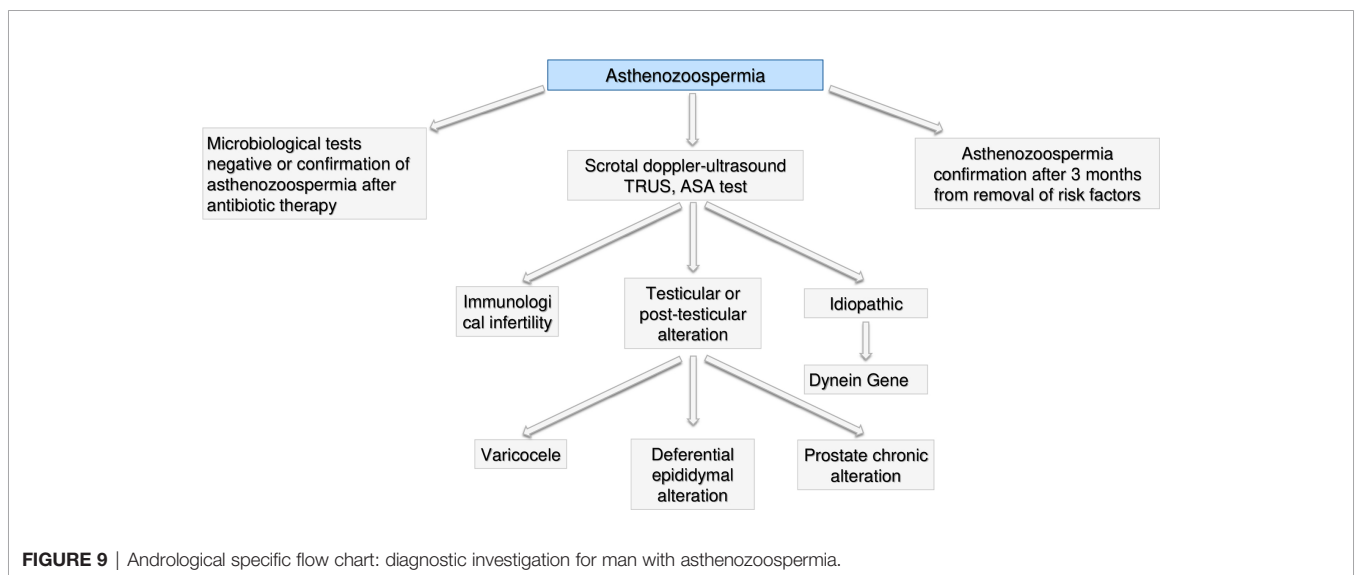 Asthenozoospermia
Microbiological tests
negative or confirmation of
asthenozoospermia after
antibiotic therapy
Scrotal doppler-ultrasound
TRUS, ASA test
Asthenozoospermia
confirmation after 3 months
from removal of risk factors
Immunologi
cal infertility
Testicular or
post-testicular
alteration
Idiopathic
Dynein Gene
Varicocele
Deferential
epididymal
alteration
Prostate chronic
alteration
FIGURE 9 | Andrological specific flow chart: diagnostic investigation for man with asthenozoospermia.